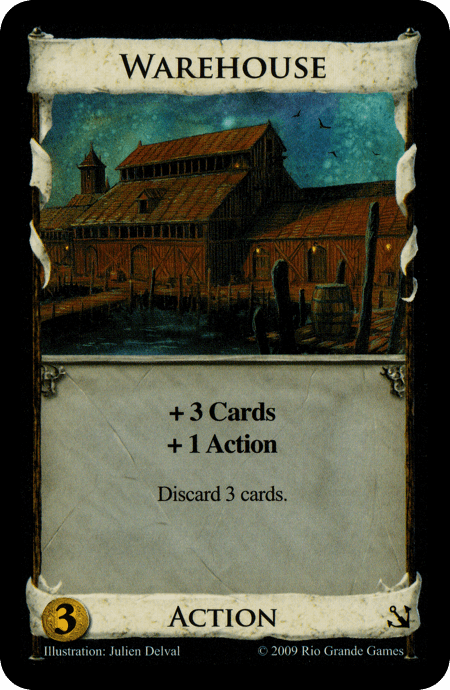 WAREHOUSE
+ 3 Cards
+ 1 Action
Discard 3 cards.
3
ACTION
Illustration: Julien Delval © 2009 Rio Grande Games